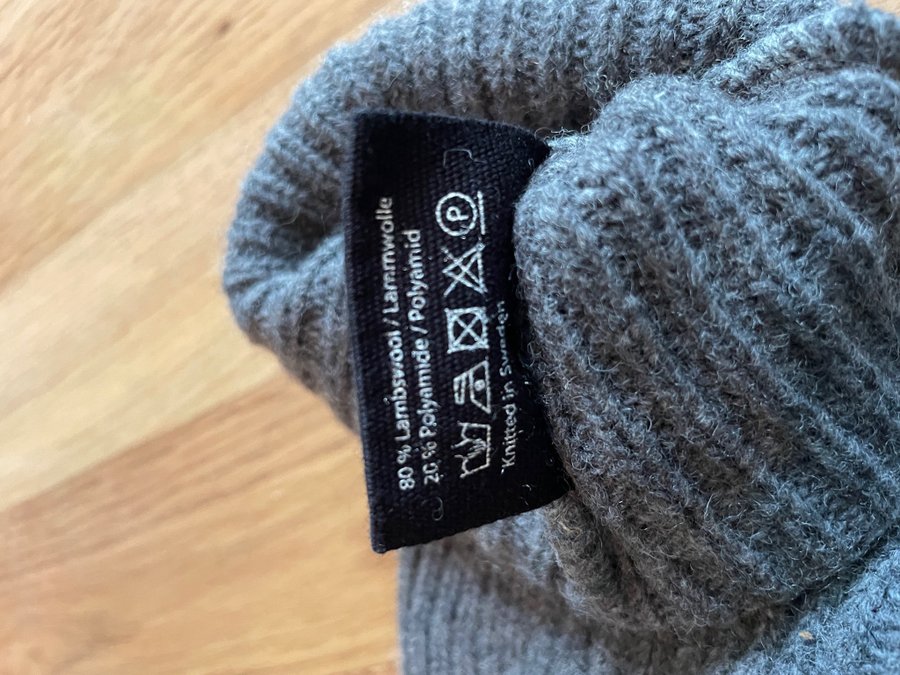 80 % Lambswool / Lammwolle
20 % Polyamide / Polyamid
P
Knitted in Sweden